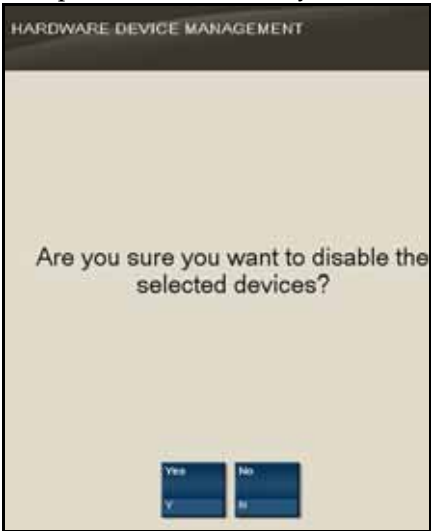 HARDWARE DEVICE MANAGEMENT
Are you sure you want to disable the
selected devices?
Yes No
Y N